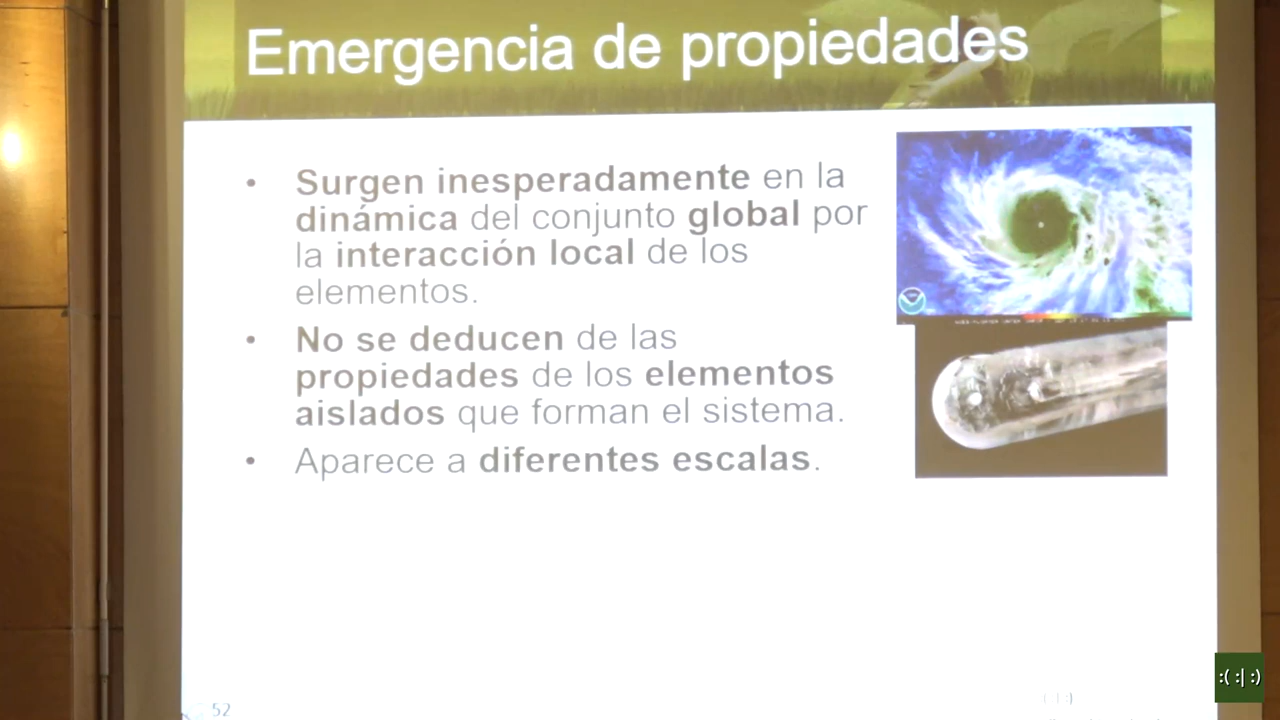 Emergencia de propiedades
• Surgen inesperadamente en la
dinámica del conjunto global por
la interacción local de los
elementos.
• No se deducen de las
propiedades de los elementos
aislados que forman el sistema.
• Aparece a diferentes escalas.
52
:( :| :)